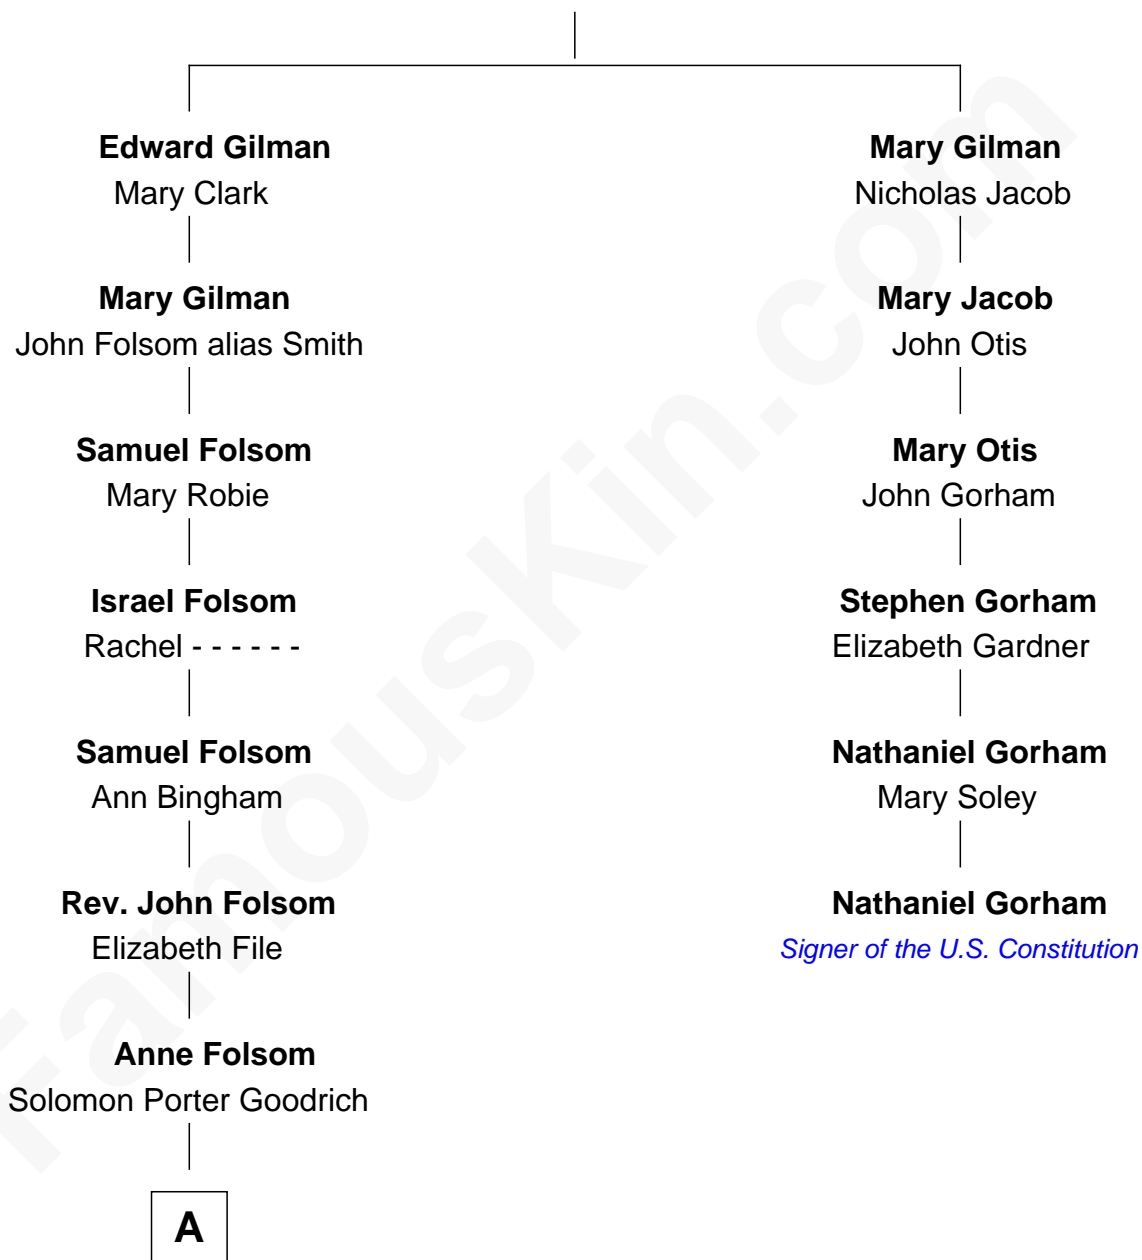 Edward Gilman
Mary Clark
Mary Gilman
John Folsom alias Smith
Samuel Folsom
Mary Robie
Israel Folsom
Rachel - - - - - -
Samuel Folsom
Ann Bingham
Rev. John Folsom
Elizabeth File
Anne Folsom
Solomon Porter Goodrich
A
Mary Gilman
Nicholas Jacob
Mary Jacob
John Otis
Mary Otis
John Gorham
Stephen Gorham
Elizabeth Gardner
Nathaniel Gorham
Mary Soley
Nathaniel Gorham
Signer of the U.S. Constitution
FamousKin.com